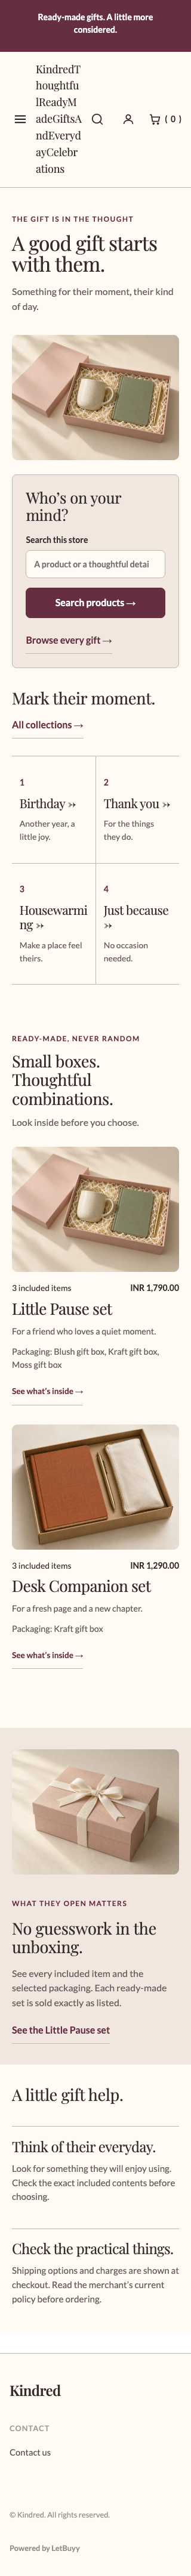 Ready-made gifts. A little more
considered.
KindredT
houghtfu
lReadyM
adeGiftsA
ndEveryd
ayCelebr
ations
( 0 )
THE GIFT IS IN THE THOUGHT
A good gift starts
with them.
Something for their moment, their kind
of day.
Who’s on your
mind?
Search this store
A product or a thoughtful detai
Search products →
Browse every gift →
Mark their moment.
All collections →
1
Birthday →
Another year, a
little joy.
2
Thank you →
For the things
they do.
3
Housewarmi
ng →
Make a place feel
theirs.
4
Just because
→
No occasion
needed.
READY-MADE, NEVER RANDOM
Small boxes.
Thoughtful
combinations.
Look inside before you choose.
3 included items INR 1,790.00
Little Pause set
For a friend who loves a quiet moment.
Packaging: Blush gift box, Kraft gift box,
Moss gift box
See what’s inside →
3 included items INR 1,290.00
Desk Companion set
For a fresh page and a new chapter.
Packaging: Kraft gift box
See what’s inside →
WHAT THEY OPEN MATTERS
No guesswork in the
unboxing.
See every included item and the
selected packaging. Each ready-made
set is sold exactly as listed.
See the Little Pause set
A little gift help.
Think of their everyday.
Look for something they will enjoy using.
Check the exact included contents before
choosing.
Check the practical things.
Shipping options and charges are shown at
checkout. Read the merchant’s current
policy before ordering.
Kindred
CONTACT
Contact us
© Kindred. All rights reserved.
Powered by LetBuyy